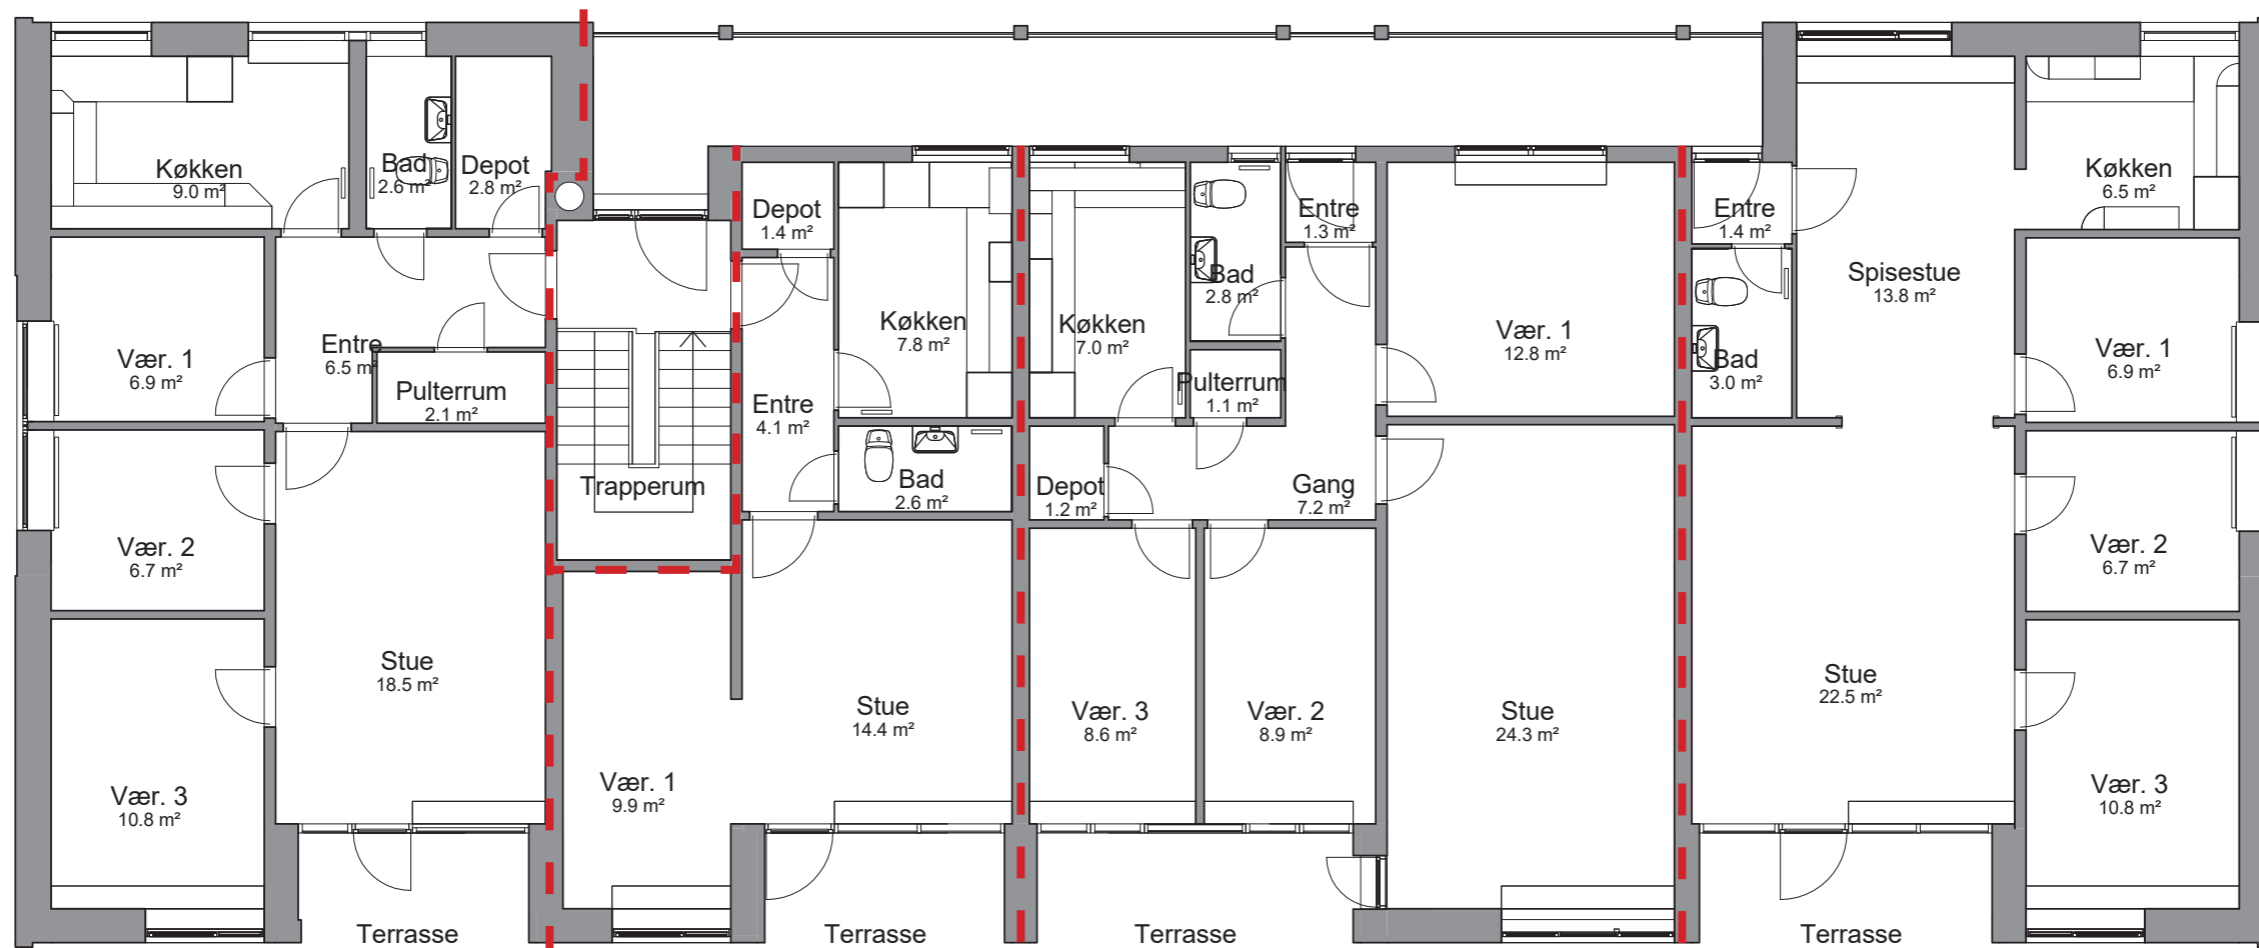 Køkken
9.0 m²
Bad
2.6 m²
Depot
2.8 m²
Vær. 1
6.9 m²
Entre
6.5 m²
Pulterrum
2.1 m²
Vær. 2
6.7 m²
Stue
18.5 m²
Vær. 3
10.8 m²
Terrasse
Trapperum
Depot
1.4 m²
Køkken
7.8 m²
Entre
4.1 m²
Bad
2.6 m²
Stue
14.4 m²
Vær. 1
9.9 m²
Terrasse
Køkken
7.0 m²
Bad
2.8 m²
Entre
1.3 m²
Vær. 1
12.8 m²
Pulterrum
1.1 m²
Depot
1.2 m²
Gang
7.2 m²
Vær. 3
8.6 m²
Vær. 2
8.9 m²
Stue
24.3 m²
Terrasse
Entre
1.4 m²
Spisestue
13.8 m²
Køkken
6.5 m²
Bad
3.0 m²
Vær. 1
6.9 m²
Vær. 2
6.7 m²
Stue
22.5 m²
Vær. 3
10.8 m²
Terrasse